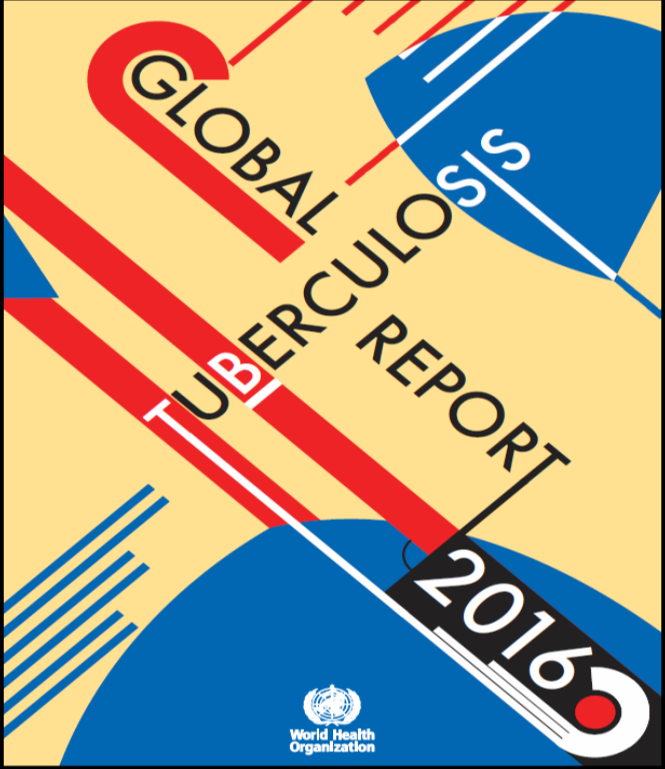 GLOBAL
TUBERCULOSIS
REPORT
2016
World Health
Organization